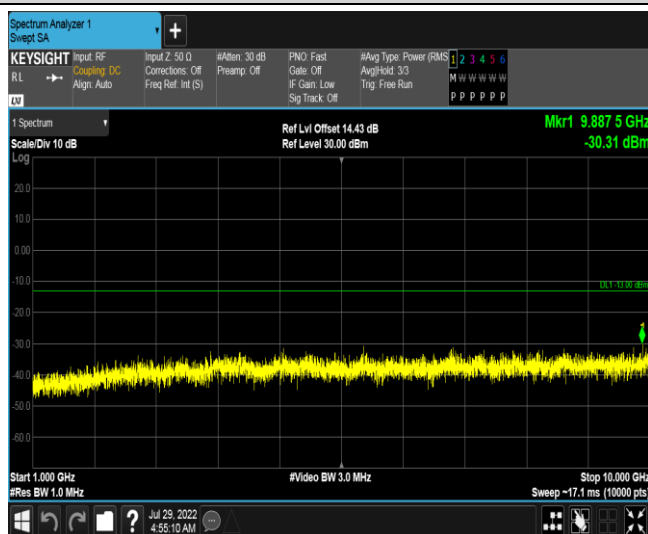 Spectrum Analyzer 1
Swept SA
+
KEYSIGHT
RL
LXI
Input: RF
Coupling: DC
Align: Auto
Input Z: 50 Ω
Corrections: Off
Freq Ref: Int (S)
#Atten: 30 dB
Preamp: Off
PNO: Fast
Gate: Off
IF Gain: Low
Sig Track: Off
#Avg Type: Power (RMS
Avg|Hold: 3/3
Trig: Free Run
1 2 3 4 5 6
M W W W W W
P P P P P P
1 Spectrum
Scale/Div 10 dB
Log
Ref Lvl Offset 14.43 dB
Ref Level 30.00 dBm
Mkr1 9.887 5 GHz
-30.31 dBm
20.0
10.0
0.00
-10.0
DL1 -13.00 dBm
-20.0
-30.0
1
-40.0
-50.0
-60.0
Start 1.000 GHz
#Video BW 3.0 MHz
Stop 10.000 GHz
#Res BW 1.0 MHz
Sweep ~17.1 ms (10000 pts)
?
Jul 29, 2022
4:55:10 AM